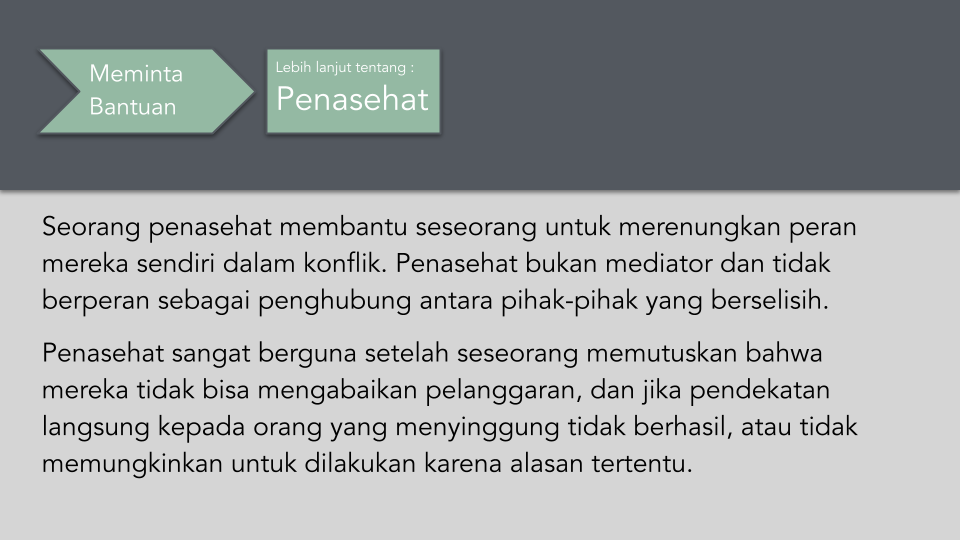 Meminta
Bantuan
Lebih lanjut tentang :
Penasehat
Seorang penasehat membantu seseorang untuk merenungkan peran
mereka sendiri dalam konflik. Penasehat bukan mediator dan tidak
berperan sebagai penghubung antara pihak-pihak yang berselisih.
Penasehat sangat berguna setelah seseorang memutuskan bahwa
mereka tidak bisa mengabaikan pelanggaran, dan jika pendekatan
langsung kepada orang yang menyinggung tidak berhasil, atau tidak
memungkinkan untuk dilakukan karena alasan tertentu.